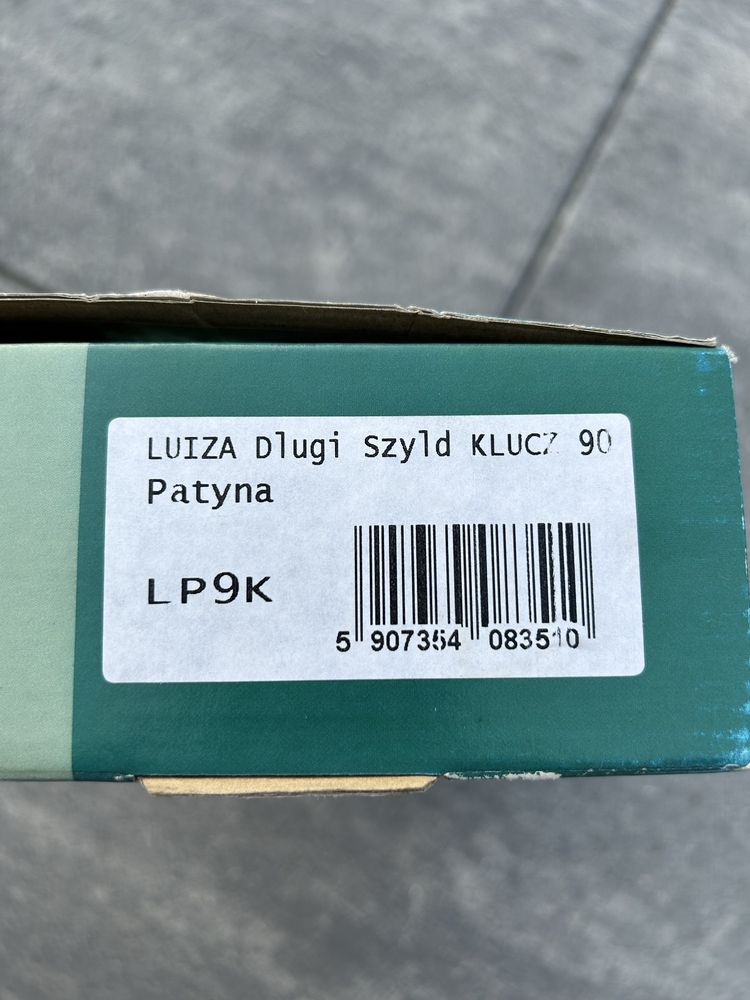 LUIZA Dlugi Szyld KLUCZ 90
Patyna
LP9K
5 907354 083510